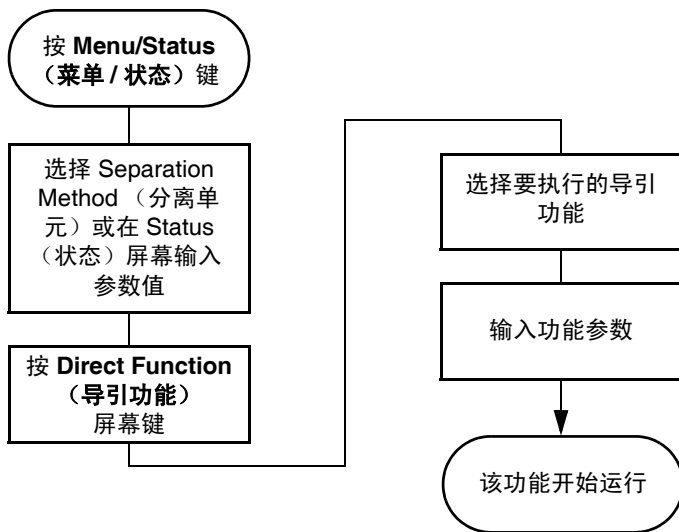 按 Menu/Status
（菜单 / 状态）键
选择 Separation
Method （分离单
元）或在 Status
（状态）屏幕输入
参数值
按 Direct Function
（导引功能）
屏幕键
选择要执行的导引
功能
输入功能参数
该功能开始运行